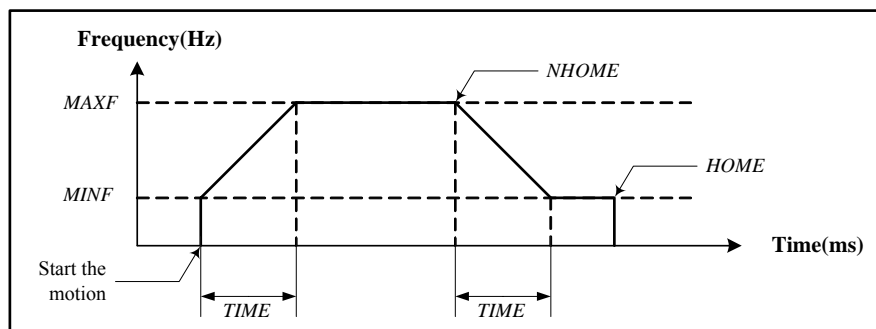 Frequency(Hz)
NHOME
MAXF
HOME
MINF
Time(ms)
Start the
motion
TIME
TIME